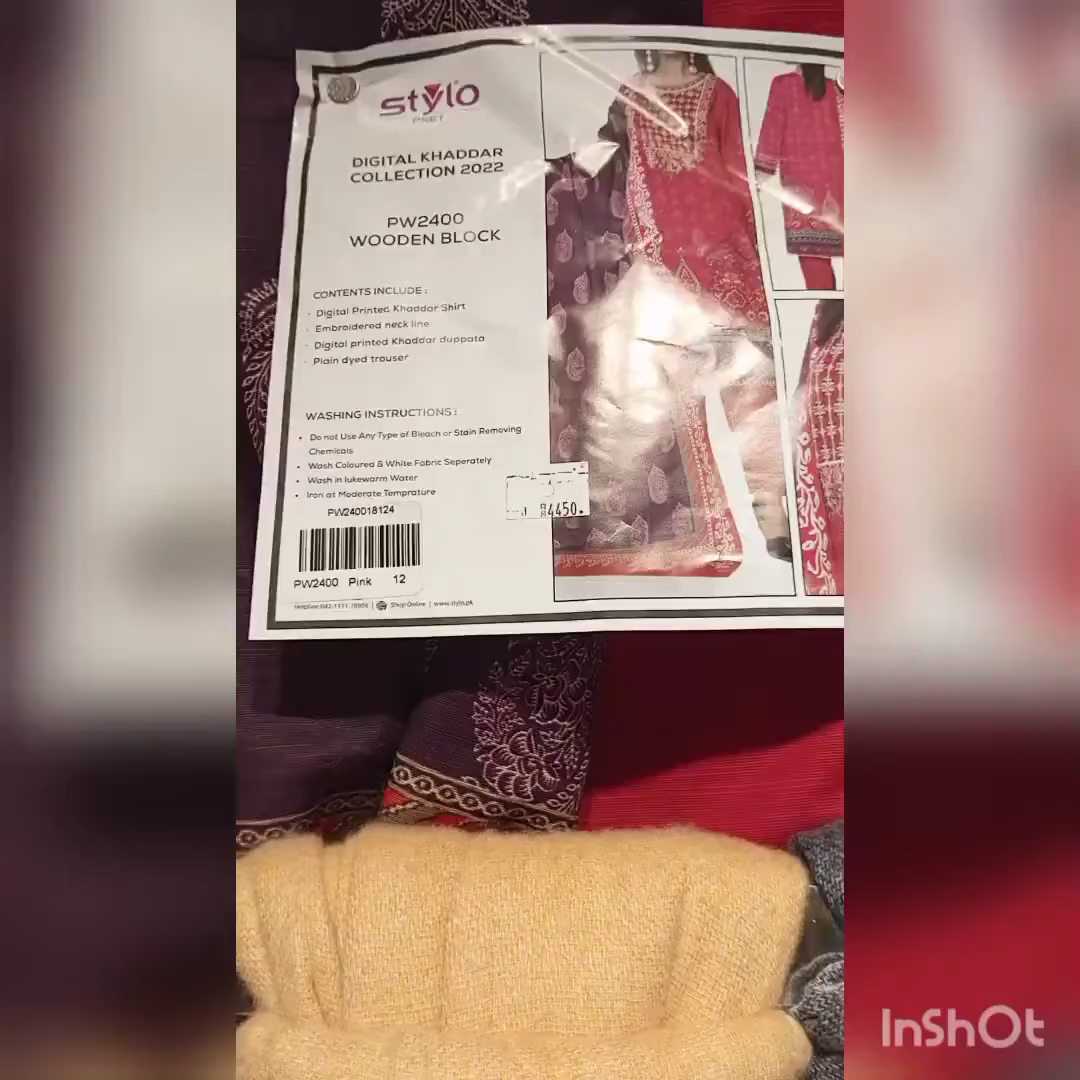 stylo
PRET
DIGITAL KHADDAR
COLLECTION 2022
PW2400
WOODEN BLOCK
CONTENTS INCLUDE :
· Digital Printed Khaddar Shirt
· Embroidered neck line
· Digital printed Khaddar duppata
· Plain dyed trouser
WASHING INSTRUCTIONS :
• Do not Use Any Type of Bleach or Stain Removing
Chemicals
• Wash Coloured & White Fabric Seperately
• Wash in lukewarm Water
• Iron at Moderate Temprature
4450.
PW240018124
PW2400 Pink 12
Shop Online | www.stylo.pk
InShOt